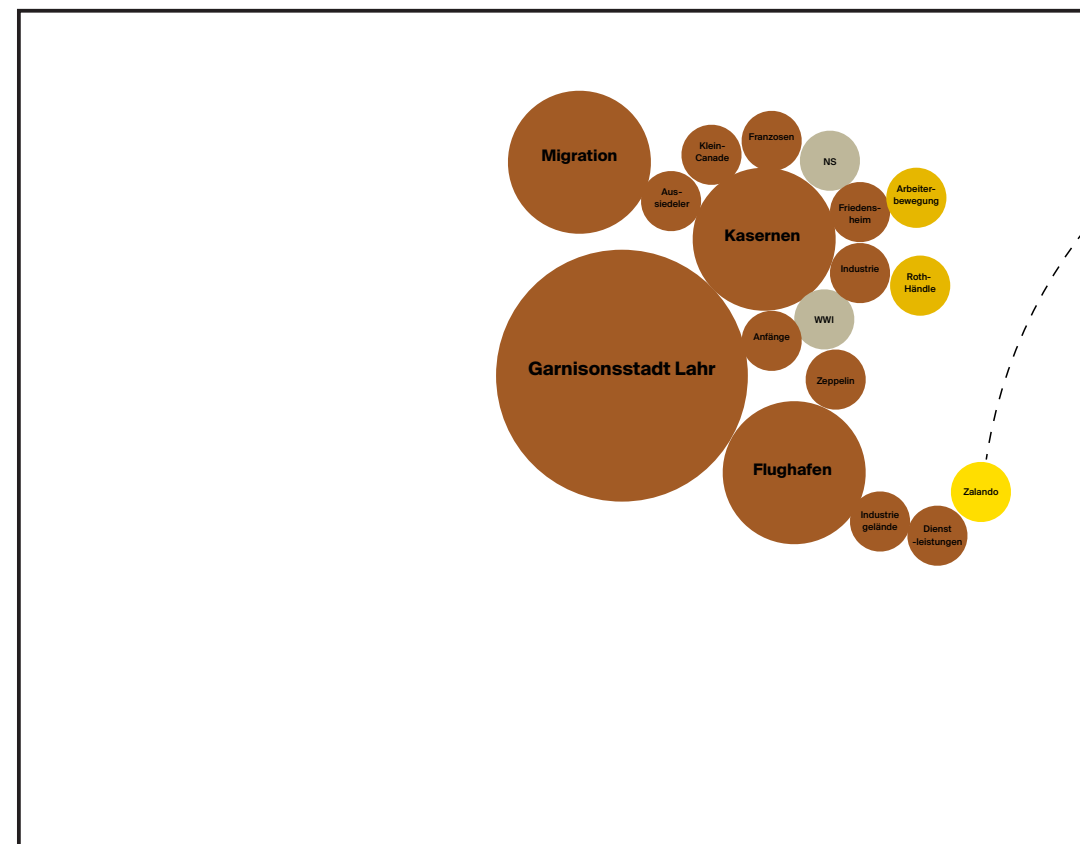 Migration
Klein-
Canade
Franzosen
NS
Aus-
siedeler
Kasernen
Friedens-
heim
Arbeiter-
bewegung
Industrie
Roth-
Händle
WWI
Anfänge
Garnisonsstadt Lahr
Zeppelin
Flughafen
Industrie
gelände
Dienst
-leistungen
Zalando